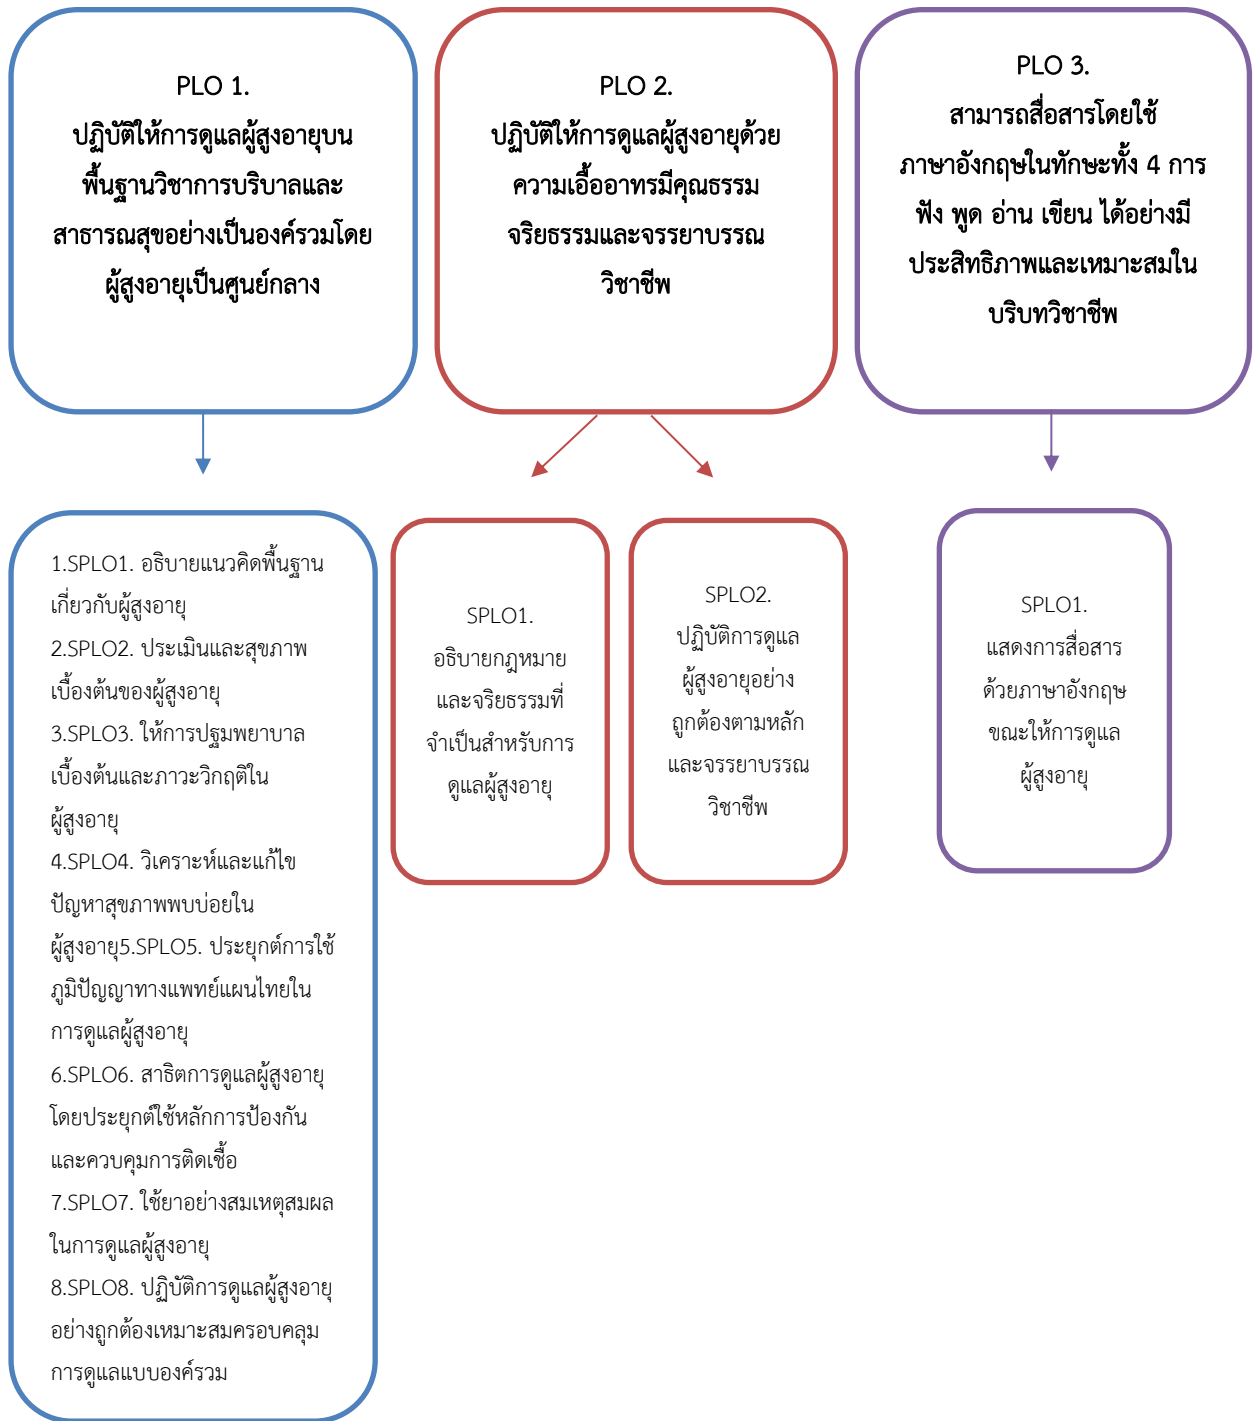 PLO 1.
ปฏิบัติให้การดูแลผู้สูงอายุบน
พื้นฐานวิชาการบริบาลและ
สาธารณสุขอย่างเป็นองค์รวมโดย
ผู้สูงอายุเป็นศูนย์กลาง
PLO 2.
ปฏิบัติให้การดูแลผู้สูงอายุด้วย
ความเอื้ออาทรมีคุณธรรม
จริยธรรมและจรรยาบรรณ
วิชาชีพ
PLO 3.
สามารถสื่อสารโดยใช้
ภาษาอังกฤษในทักษะทั้ง 4 การ
ฟัง พูด อ่าน เขียน ได้อย่างมี
ประสิทธิภาพและเหมาะสมใน
บริบทวิชาชีพ
1.SPLO1. อธิบายแนวคิดพื้นฐาน
เกี่ยวกับผู้สูงอายุ
2.SPLO2. ประเมินและสุขภาพ
เบื้องต้นของผู้สูงอายุ
3.SPLO3. ให้การปฐมพยาบาล
เบื้องต้นและภาวะวิกฤติใน
ผู้สูงอายุ
4.SPLO4. วิเคราะห์และแก้ไข
ปัญหาสุขภาพพบบ่อยใน
ผู้สูงอายุ5.SPLO5. ประยุกต์การใช้
ภูมิปัญญาทางแพทย์แผนไทยใน
การดูแลผู้สูงอายุ
6.SPLO6. สาธิตการดูแลผู้สูงอายุ
โดยประยุกต์ใช้หลักการป้องกัน
และควบคุมการติดเชื้อ
7.SPLO7. ใช้ยาอย่างสมเหตุสมผล
ในการดูแลผู้สูงอายุ
8.SPLO8. ปฏิบัติการดูแลผู้สูงอายุ
อย่างถูกต้องเหมาะสมครอบคลุม
การดูแลแบบองค์รวม
SPLO1.
อธิบายกฎหมาย
และจริยธรรมที่
จำเป็นสำหรับการ
ดูแลผู้สูงอายุ
SPLO2.
ปฏิบัติการดูแล
ผู้สูงอายุอย่าง
ถูกต้องตามหลัก
และจรรยาบรรณ
วิชาชีพ
SPLO1.
แสดงการสื่อสาร
ด้วยภาษาอังกฤษ
ขณะให้การดูแล
ผู้สูงอายุ